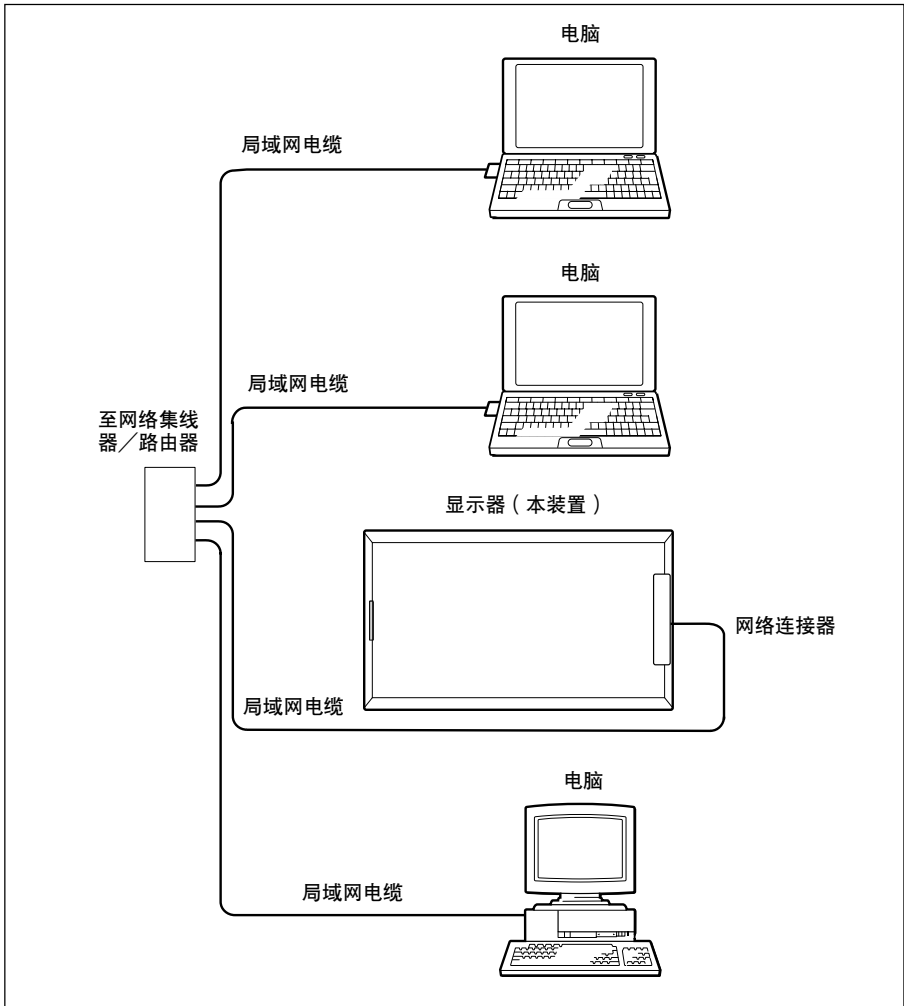 电脑
局域网电缆
电脑
局域网电缆
至网络集线
器／路由器
显示器（本装置）
网络连接器
局域网电缆
电脑
局域网电缆